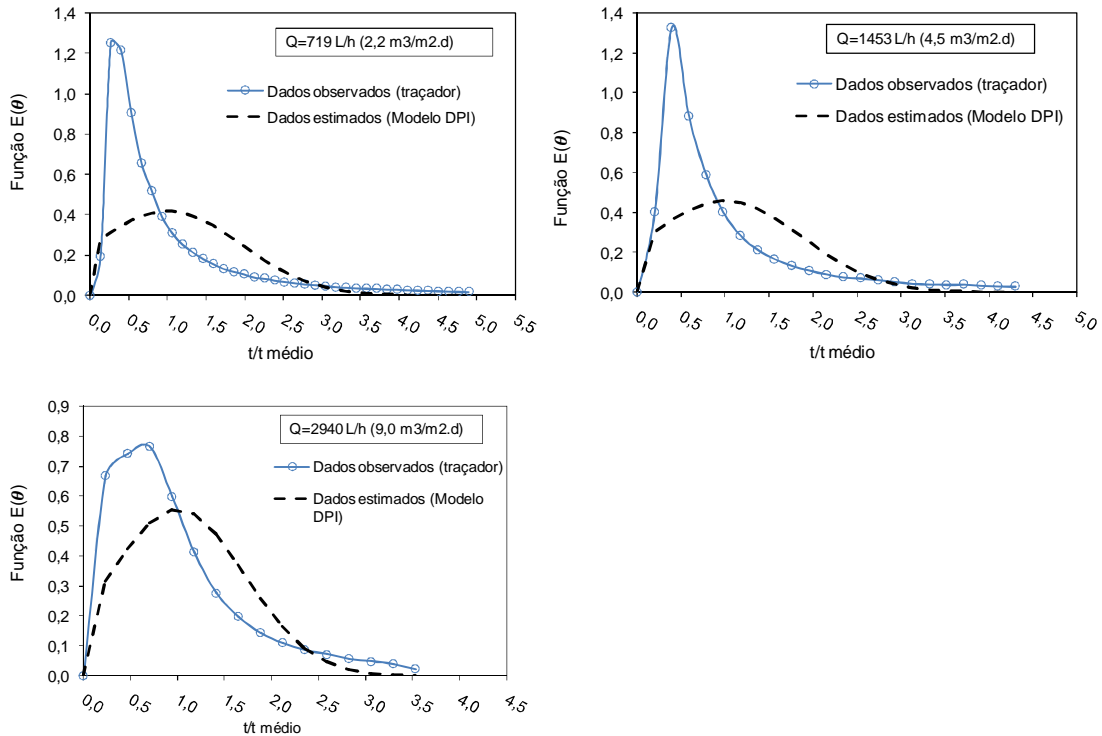 1,4
1,2
1,0
0,8
0,6
0,4
0,2
0,0
Função E(θ)
Q=719 L/h (2,2 m3/m2.d)
Dados observados (traçador)
Dados estimados (Modelo DPI)
0,0 0,5 1,0 1,5 2,0 2,5 3,0 3,5 4,0 4,5 5,0 5,5
t/t médio
1,4
1,2
1,0
0,8
0,6
0,4
0,2
0,0
Função E(θ)
Q=1453 L/h (4,5 m3/m2.d)
Dados observados (traçador)
Dados estimados (Modelo DPI)
0,0 0,5 1,0 1,5 2,0 2,5 3,0 3,5 4,0 4,5 5,0
t/t médio
0,9
0,8
0,7
0,6
0,5
0,4
0,3
0,2
0,1
0,0
Função E(θ)
Q=2940 L/h (9,0 m3/m2.d)
Dados observados (traçador)
Dados estimados (Modelo
DPI)
0,0 0,5 1,0 1,5 2,0 2,5 3,0 3,5 4,0 4,5
t/t médio